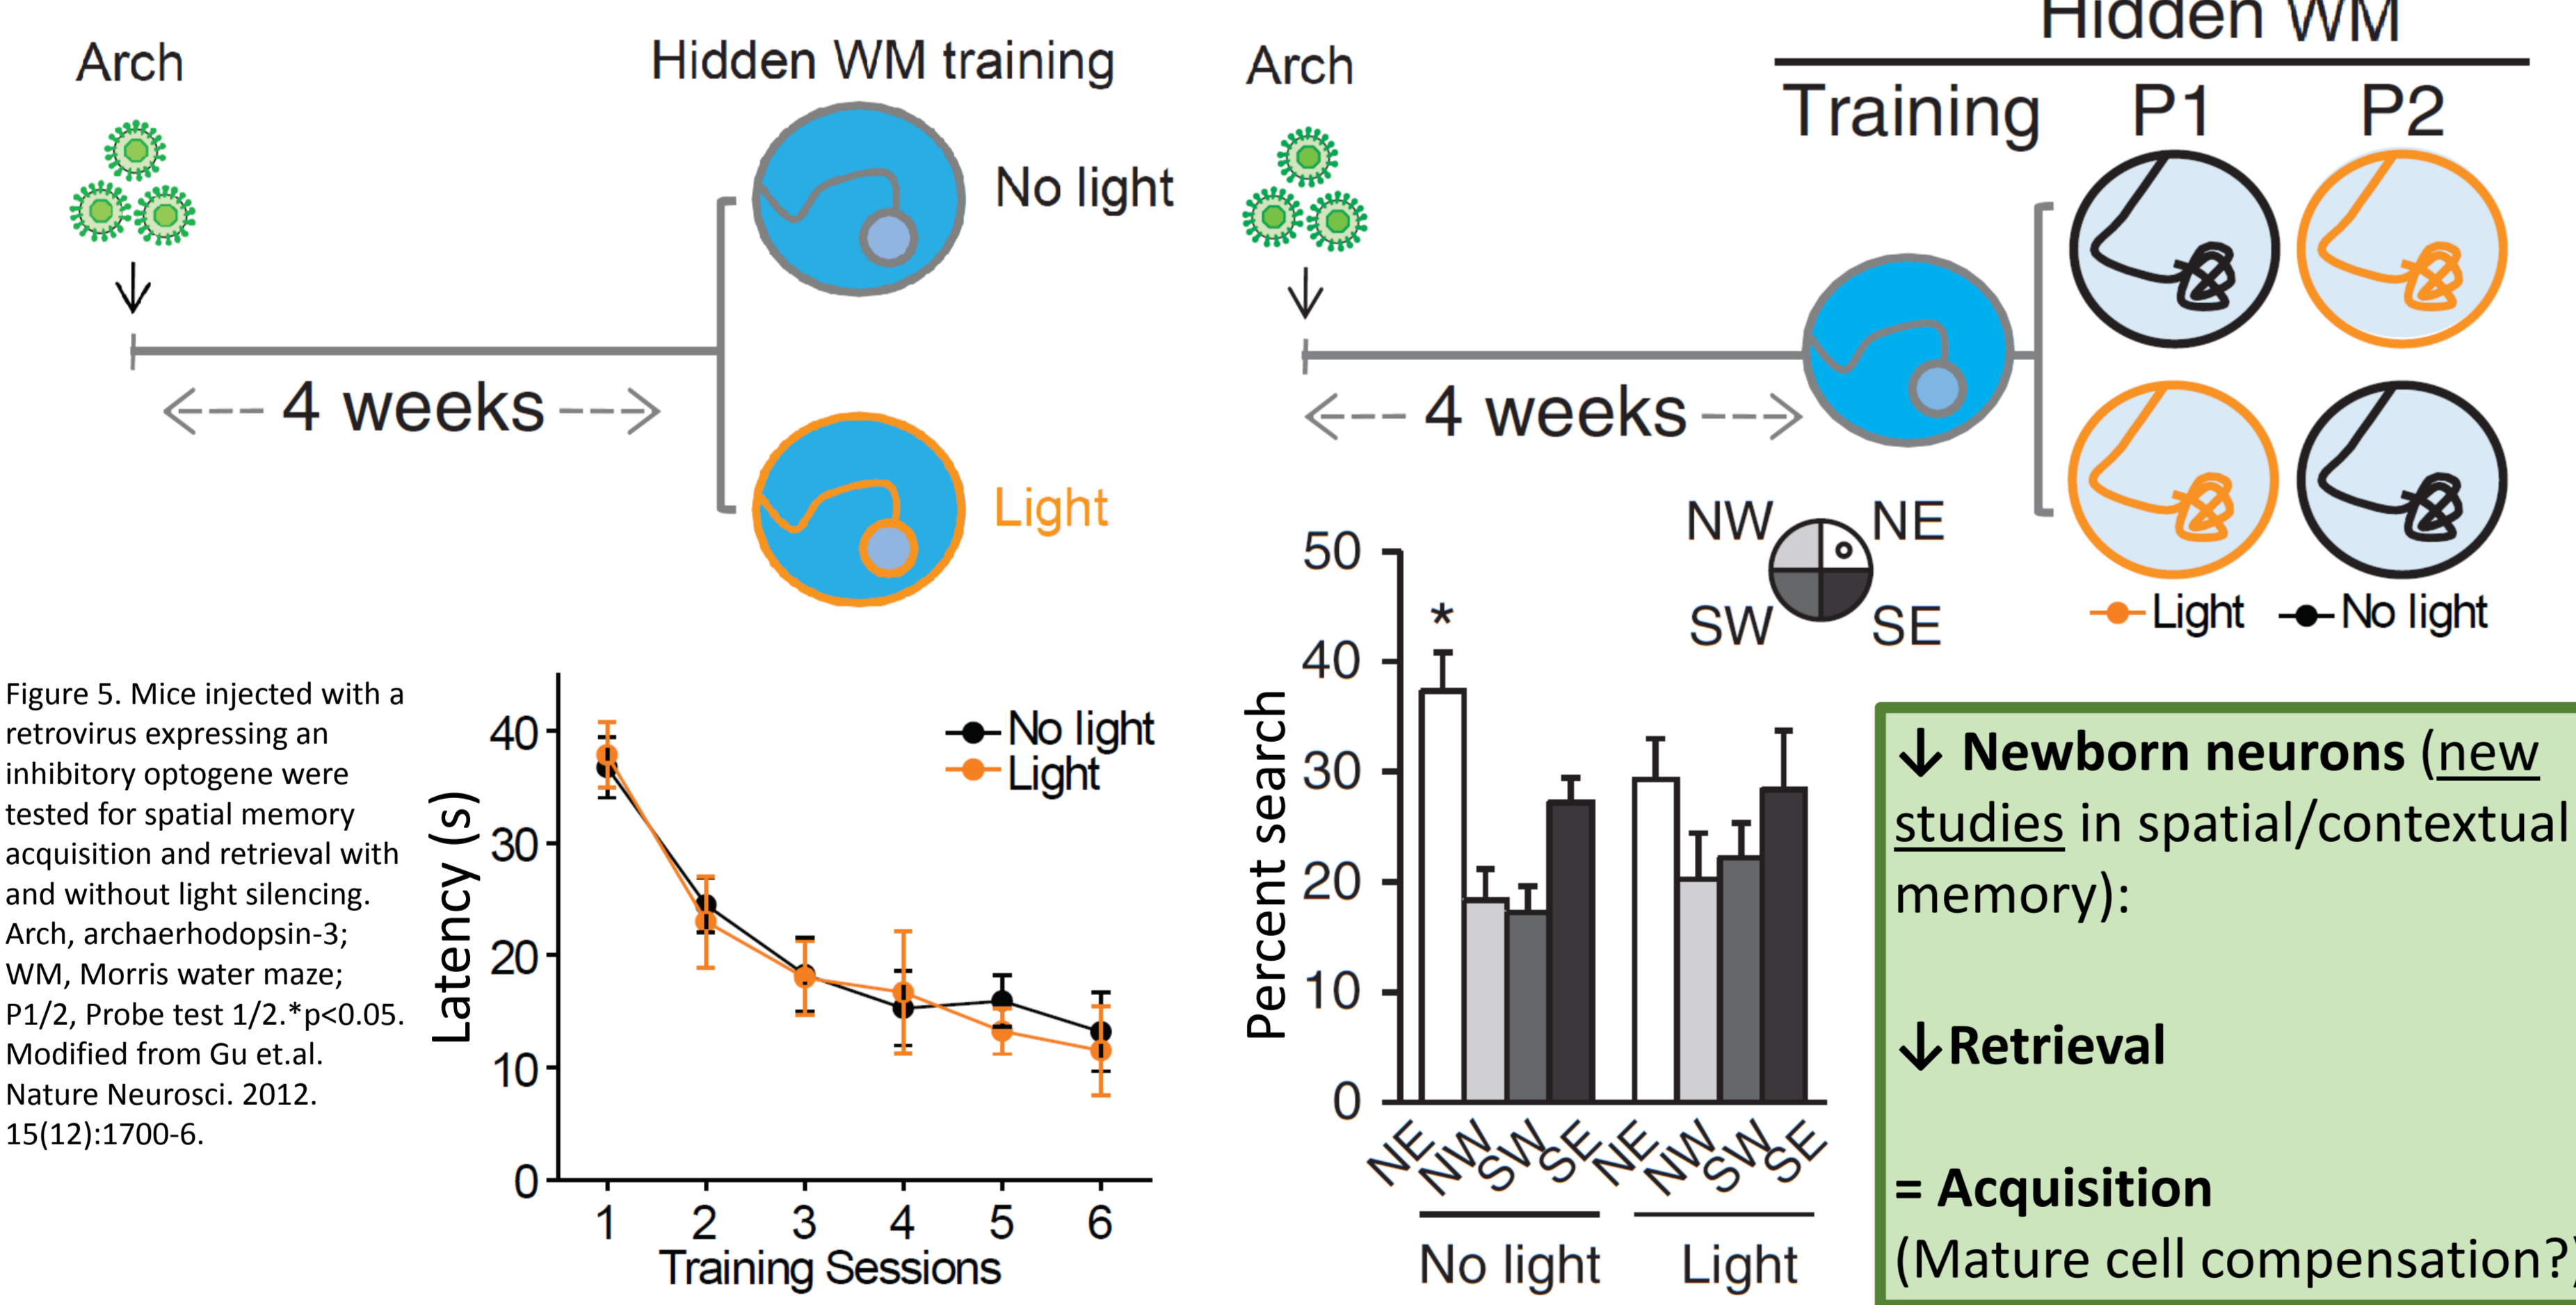 Arch
Hidden WM training
No light
4 weeks
Light
Arch
Hidden WM
Training P1 P2
4 weeks
Light No light
Figure 5. Mice injected with a
retrovirus expressing an
inhibitory optogene were
tested for spatial memory
acquisition and retrieval with
and without light silencing.
Arch, archaerhodopsin-3;
WM, Morris water maze;
P1/2, Probe test 1/2.*p<0.05.
Modified from Gu et.al.
Nature Neurosci. 2012.
15(12):1700-6.
Latency (s)
40
30
20
10
0
No light
Light
1 2 3 4 5 6
Training Sessions
Percent search
50
40
30
20
10
0
*
NW NE
SW SE
NE NW SW SE NE NW SW SE
No light Light
↓ Newborn neurons (new
studies in spatial/contextual
memory):
↓Retrieval
= Acquisition
(Mature cell compensation?)